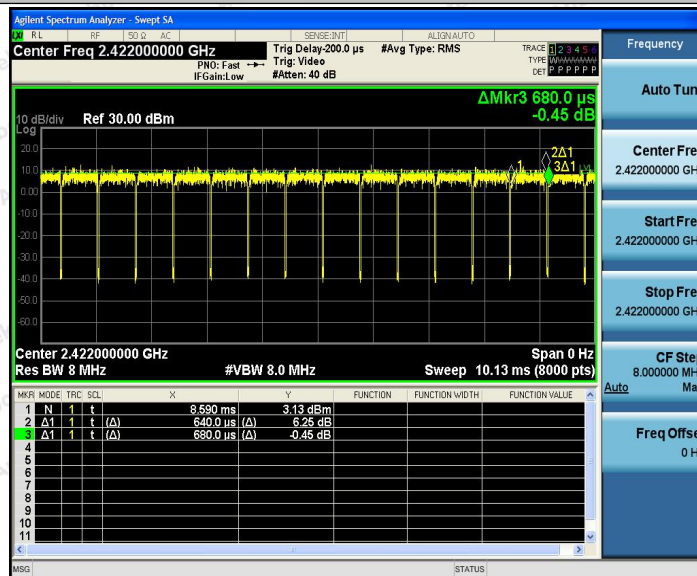 Agilent Spectrum Analyzer - Swept SA
RL RF 50 Ω AC SENSE:INT ALIGN AUTO
Center Freq 2.422000000 GHz
PNO: Fast
IFGain:Low
Trig Delay-200.0 µs
Trig: Video
#Atten: 40 dB
#Avg Type: RMS
TRACE 1 2 3 4 5 6
TYPE
DET P P P P P P
Frequency
ΔMkr3 680.0 µs
-0.45 dB
10 dB/div Ref 30.00 dBm
Log
20.0
10.0
0.00
-10.0
-20.0
-30.0
-40.0
-50.0
-60.0
1
2Δ1
3Δ1
Center 2.422000000 GHz Span 0 Hz
Res BW 8 MHz #VBW 8.0 MHz Sweep 10.13 ms (8000 pts)
MKR MODE TRC SCL X Y FUNCTION FUNCTION WIDTH FUNCTION VALUE
1 N 1 t 8.590 ms 3.13 dBm
2 Δ1 1 t (Δ) 640.0 µs (Δ) 6.25 dB
3 Δ1 1 t (Δ) 680.0 µs (Δ) -0.45 dB
4
5
6
7
8
9
10
11
Auto Tun
Center Fre
2.422000000 GH
Start Fre
2.422000000 GH
Stop Fre
2.422000000 GH
CF Ste
8.000000 MH
Auto Ma
Freq Offse
0 H
MSG STATUS